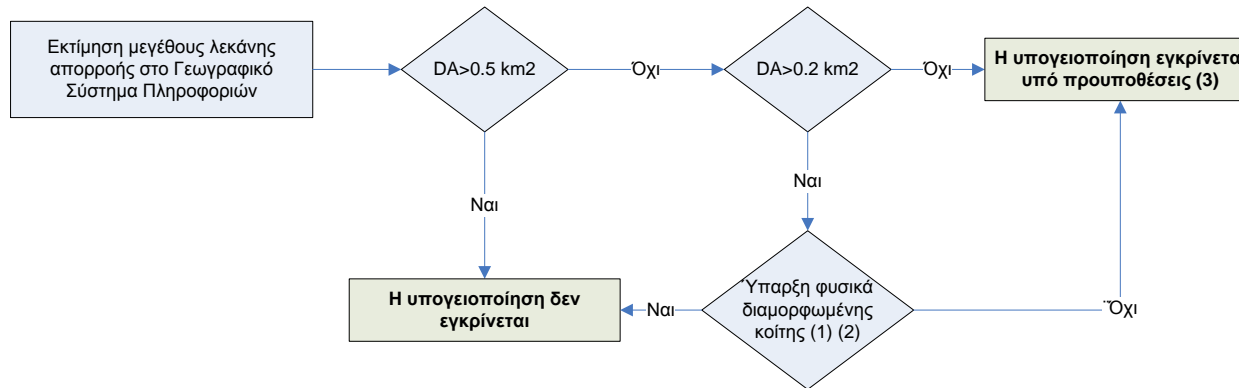 Εκτίμηση μεγέθους λεκάνης
απορροής στο Γεωγραφικό
Σύστημα Πληροφοριών
DA>0.5 km2
Όχι
DA>0.2 km2
Όχι
Η υπογειοποίηση εγκρίνεται
υπό προυποθέσεις (3)
Ναι
Ναι
Η υπογειοποίηση δεν
εγκρίνεται
Ναι
Ύπαρξη φυσικά
διαμορφωμένης
κοίτης (1) (2)
Όχι